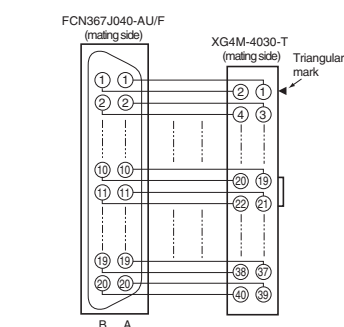 FCN367J040-AU/F
(mating side)
XG4M-4030-T
(mating side)
Triangular
mark
1 1 2 1
2 2 4 3
10 10 20 19
11 11 22 21
19 19 38 37
20 20 40 39
B A